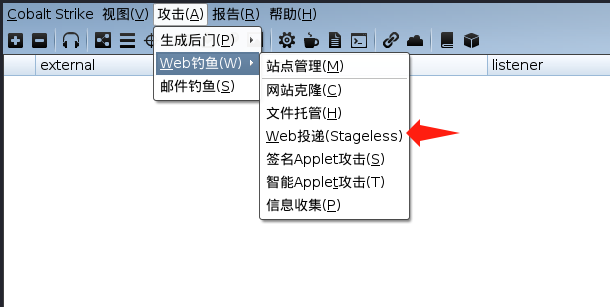 Cobalt Strike 视图(V) 攻击(A) 报告(R) 帮助(H)
生成后门(P)
Web钓鱼(W)
邮件钓鱼(S)
站点管理(M)
网站克隆(C)
文件托管(H)
Web投递(Stageless)
签名Applet攻击(S)
智能Applet攻击(T)
信息收集(P)
external
listener